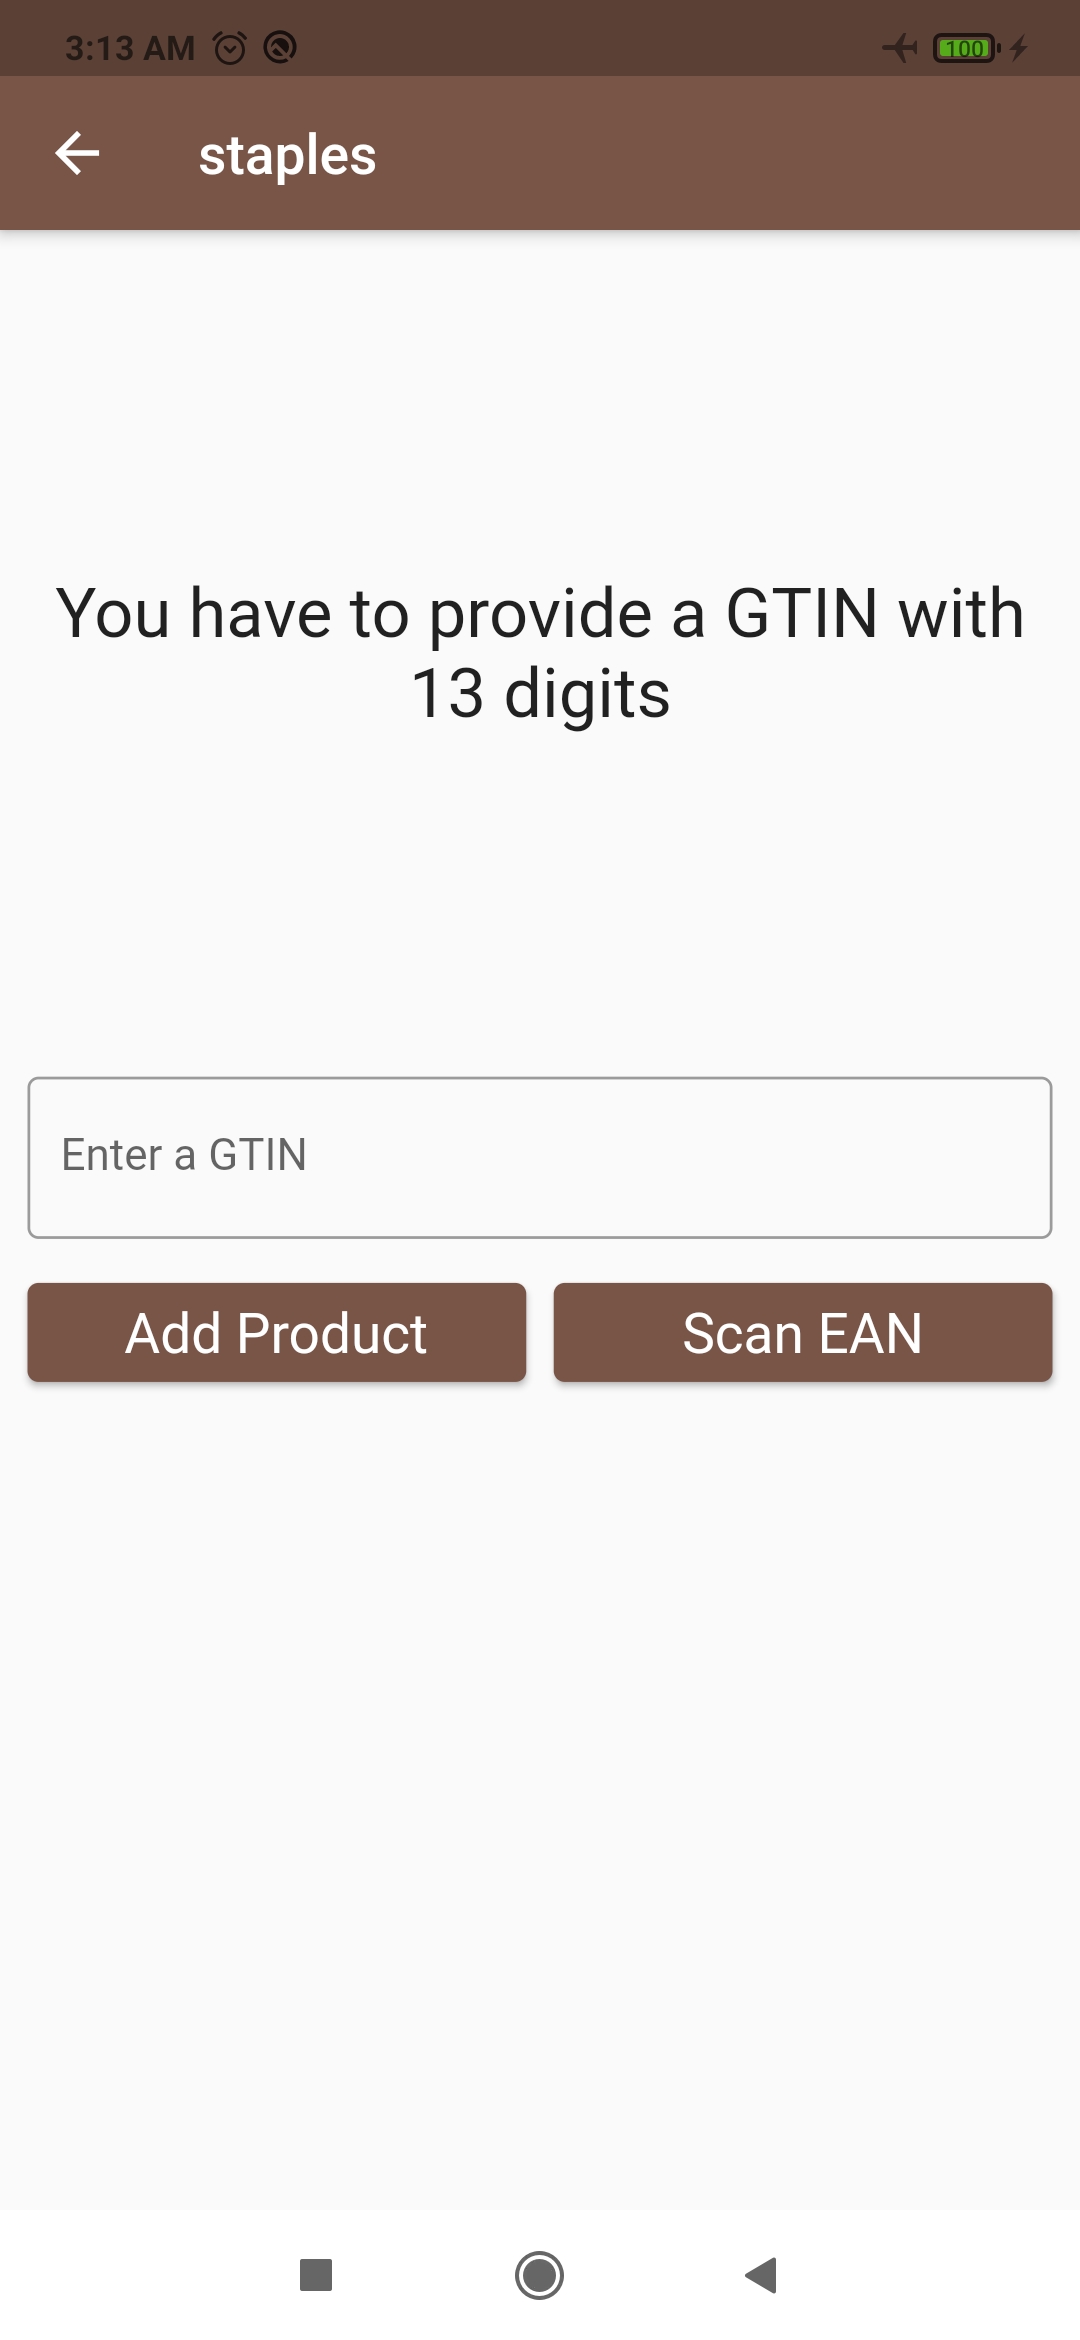 3:13 AM
100
staples
You have to provide a GTIN with
13 digits
Enter a GTIN
Add Product
Scan EAN